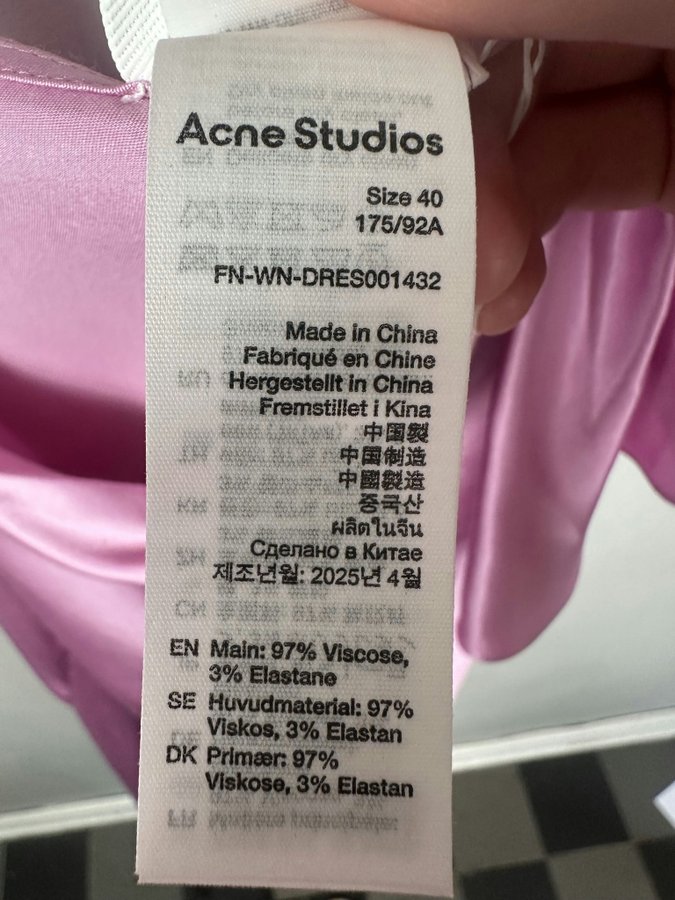 Acne Studios
Size 40
175/92A
FN-WN-DRES001432
Made in China
Fabriqué en Chine
Hergestellt in China
Fremstillet i Kina
中国製
中国制造
中國製造
중국산
ผลิตในจีน
Сделано в Китае
제조년월: 2025년 4월
EN Main: 97% Viscose,
3% Elastane
SE Huvudmaterial: 97%
Viskos, 3% Elastan
DK Primær: 97%
Viskose, 3% Elastan